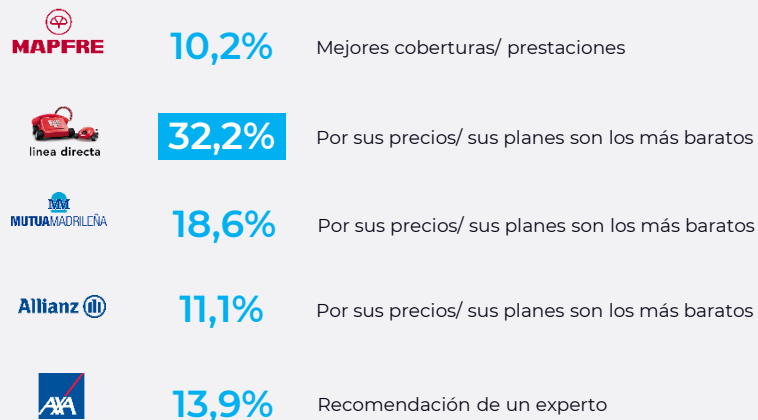 MAPFRE
10,2%
Mejores coberturas/ prestaciones
linea directa
32,2%
Por sus precios/ sus planes son los más baratos
MM
MUTUAMADRILEÑA
18,6%
Por sus precios/ sus planes son los más baratos
Allianz
11,1%
Por sus precios/ sus planes son los más baratos
AXA
13,9%
Recomendación de un experto